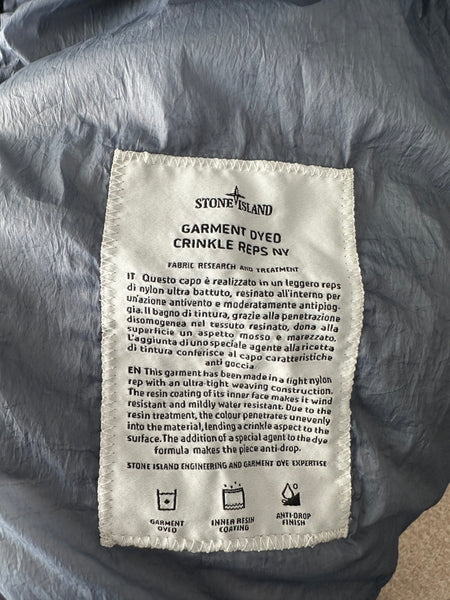 STONE ISLAND
GARMENT DYED
CRINKLE REPS NY
FABRIC RESEARCH AND TREATMENT
IT Questo capo è realizzato in un leggero reps
di nylon ultra battuto, resinato all'interno per
un'azione antivento e moderatamente antipiog-
gia. Il bagno di tintura, grazie alla penetrazione
disomogenea nel tessuto resinato, dona alla
superficie un aspetto mosso e marezzato.
L'aggiunta di uno speciale agente alla ricetta
di tintura conferisce al capo caratteristiche
anti goccia.
EN This garment has been made in a light nylon
rep with an ultra-tight weaving construction.
The resin coating of its inner face makes it wind
resistant and mildly water resistant. Due to the
resin treatment, the colour penetrates unevenly
into the material, lending a crinkle aspect to the
surface. The addition of a special agent to the dye
formula makes the piece anti-drop.
STONE ISLAND ENGINEERING AND GARMENT DYE EXPERTISE
GARMENT
DYED
INNER RESIN
COATING
ANTI-DROP
FINISH